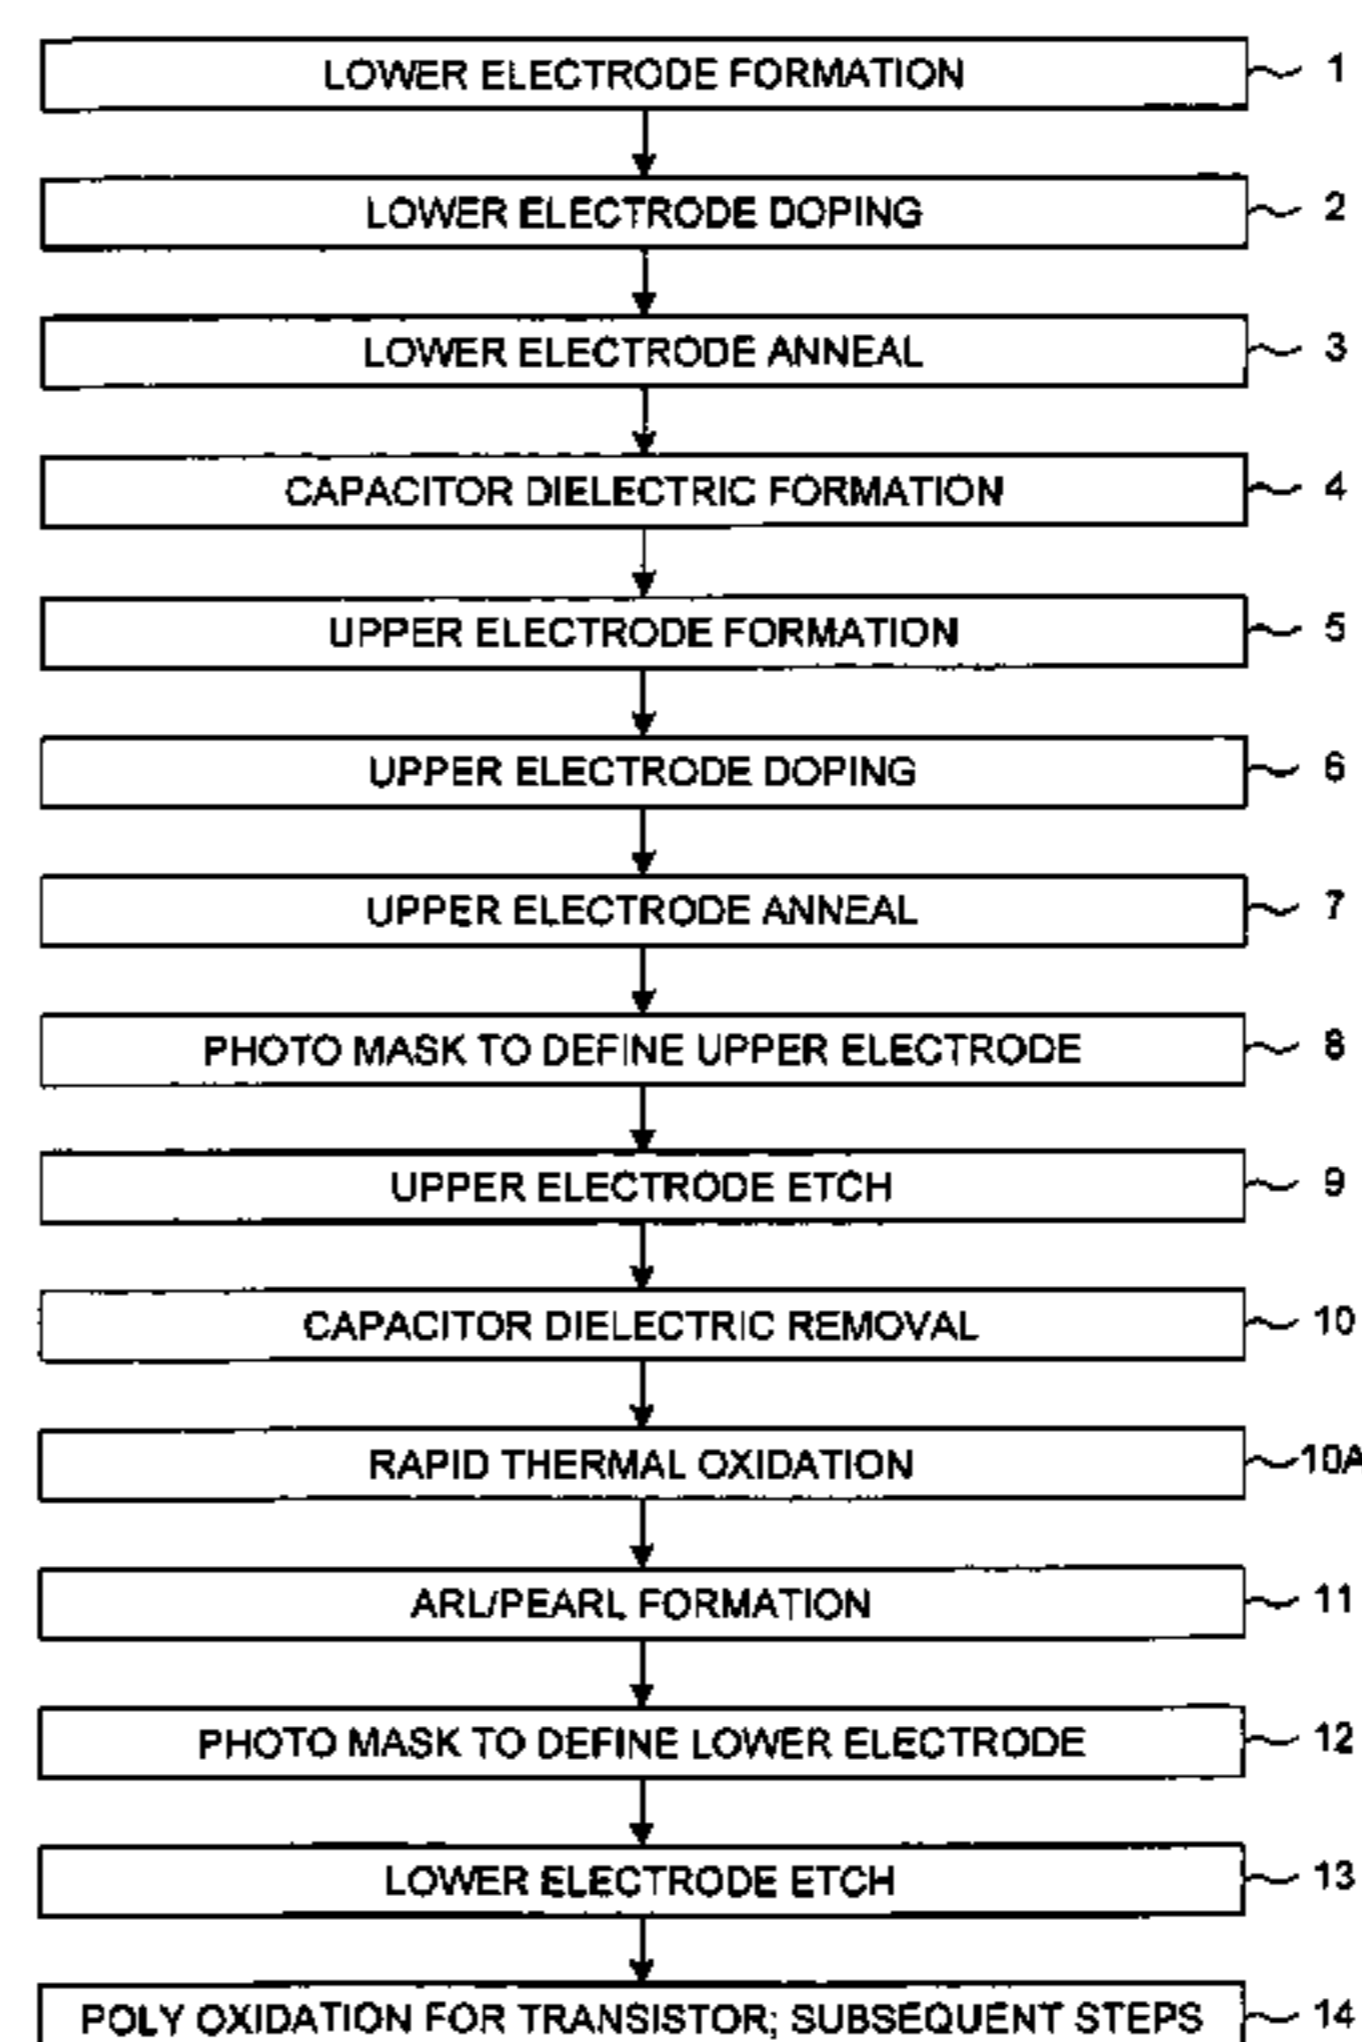 LOWER ELECTRODE FORMATION 1
LOWER ELECTRODE DOPING 2
LOWER ELECTRODE ANNEAL 3
CAPACITOR DIELECTRIC FORMATION 4
UPPER ELECTRODE FORMATION 5
UPPER ELECTRODE DOPING 6
UPPER ELECTRODE ANNEAL 7
PHOTO MASK TO DEFINE UPPER ELECTRODE 8
UPPER ELECTRODE ETCH 9
CAPACITOR DIELECTRIC REMOVAL 10
RAPID THERMAL OXIDATION 10A
ARL/PEARL FORMATION 11
PHOTO MASK TO DEFINE LOWER ELECTRODE 12
LOWER ELECTRODE ETCH 13
POLY OXIDATION FOR TRANSISTOR; SUBSEQUENT STEPS 14